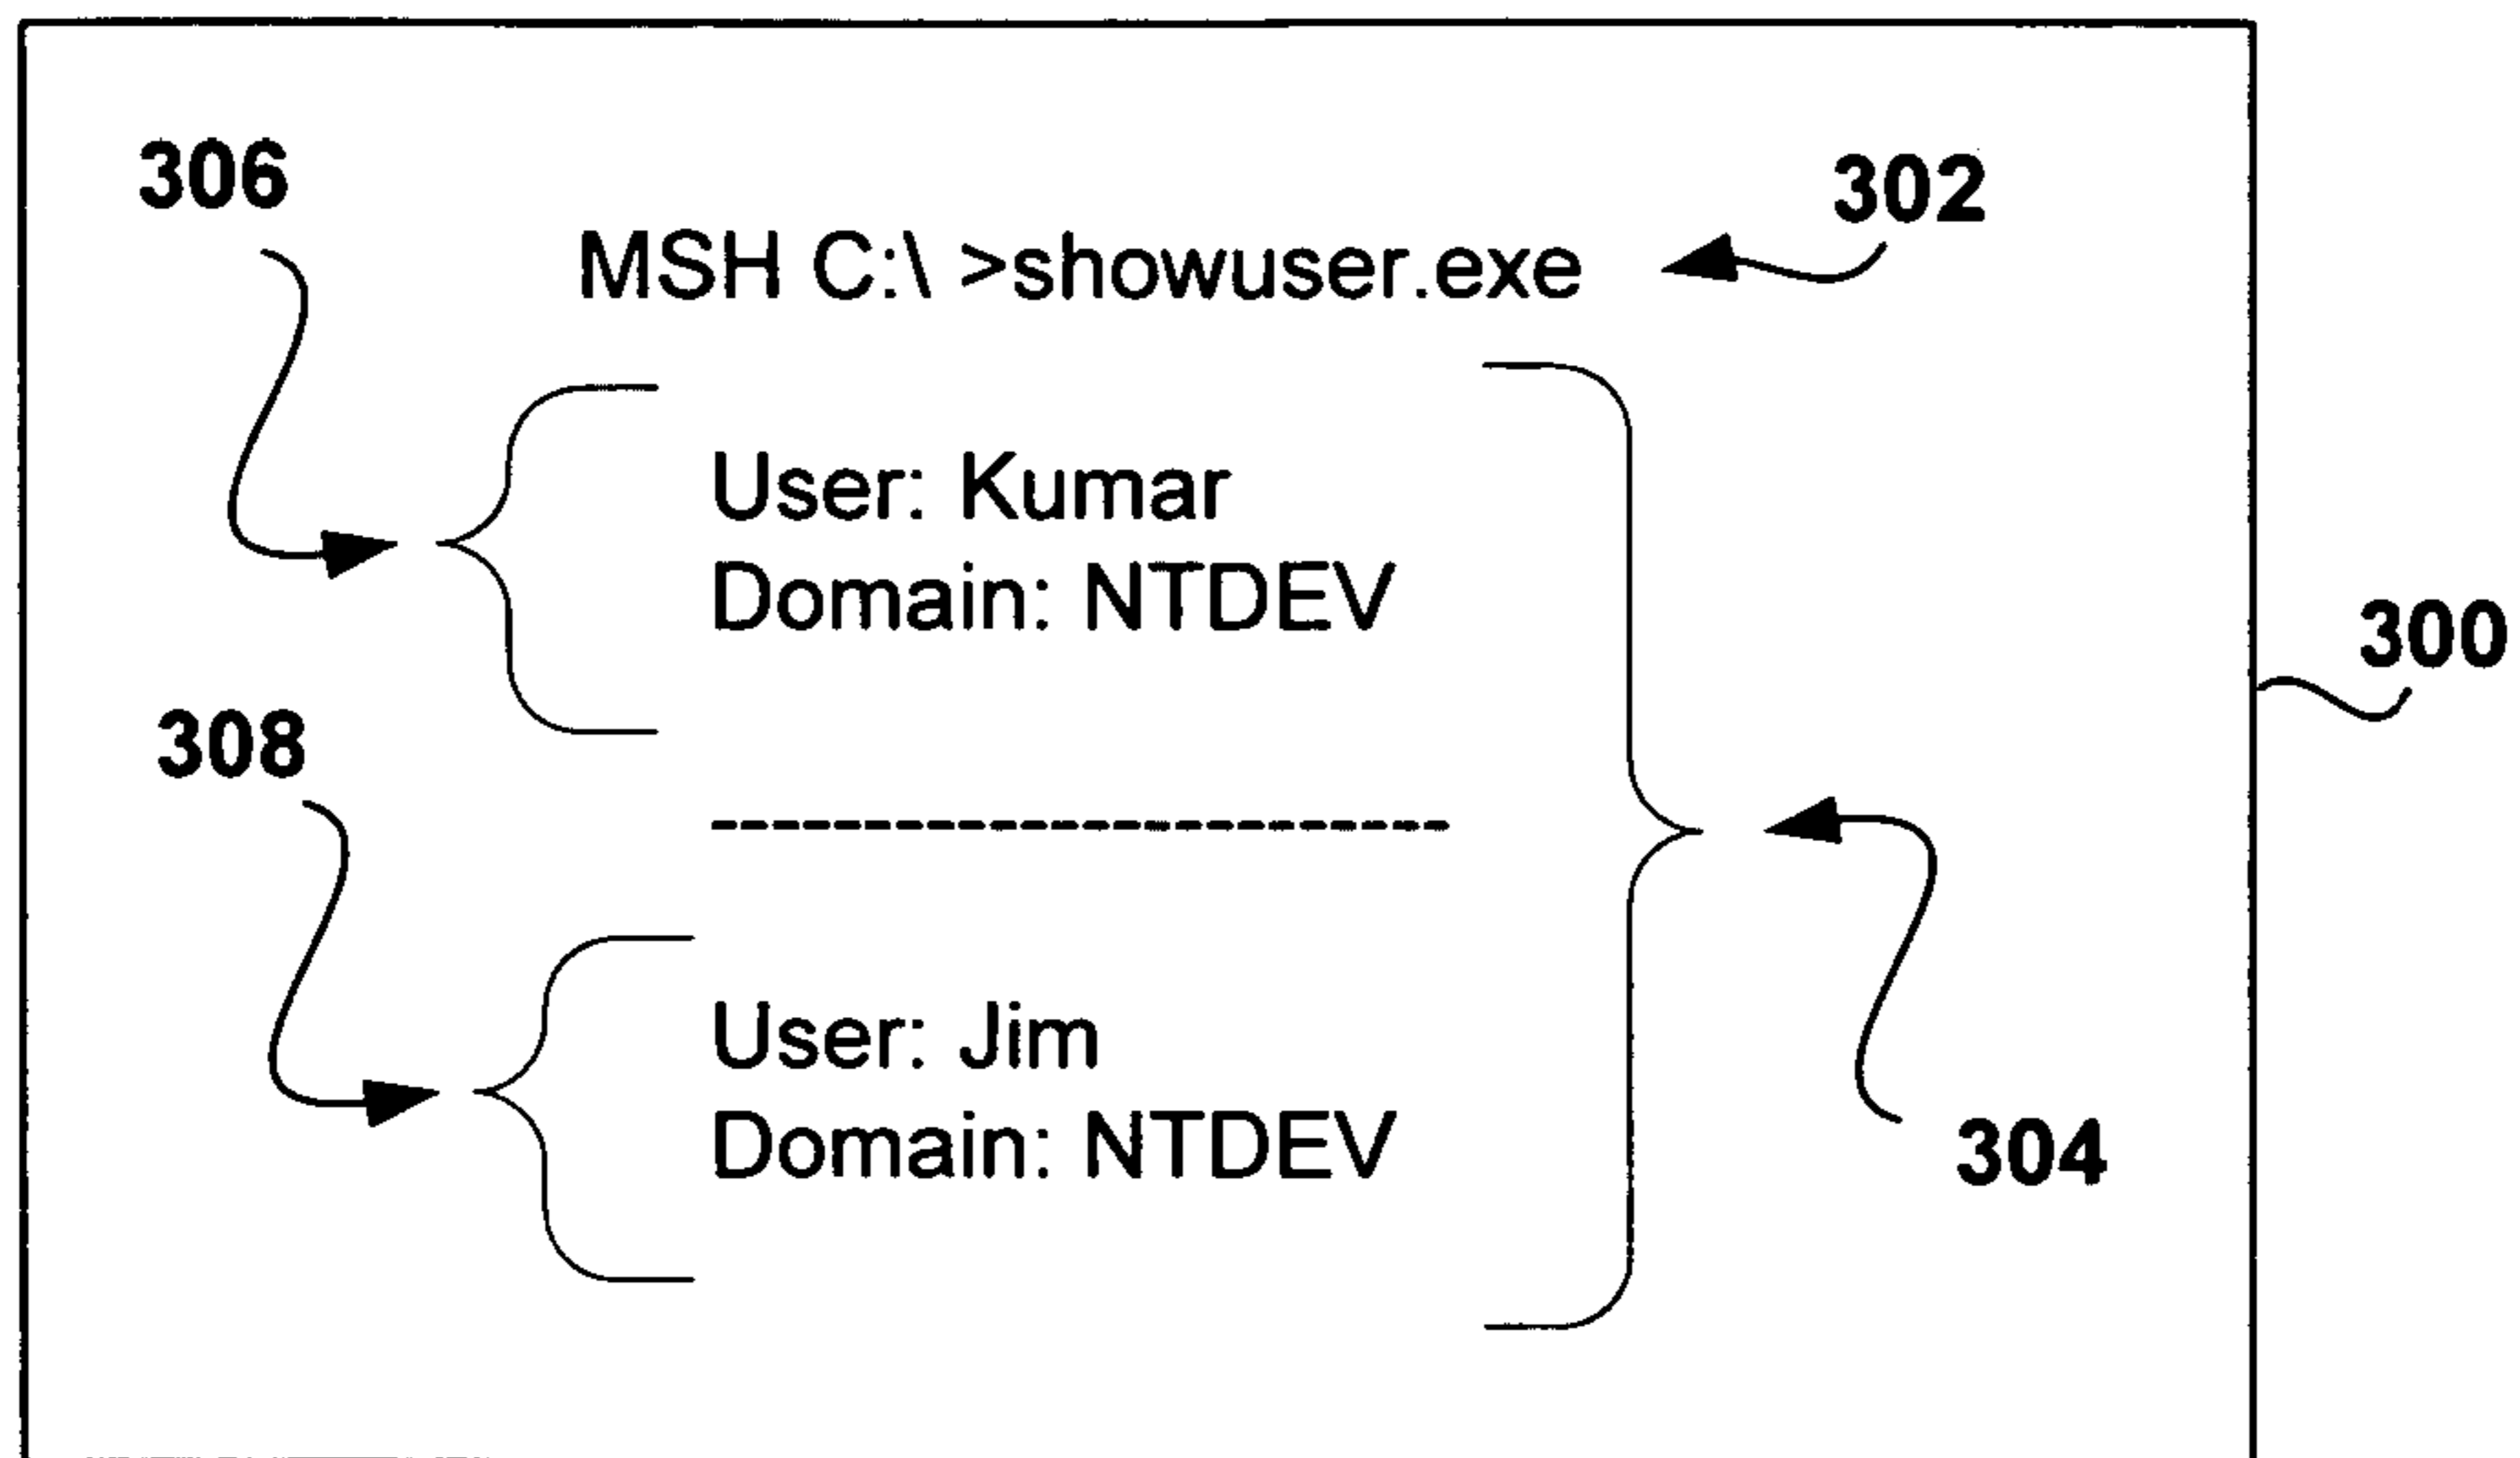 306
302
MSH C:\ >showuser.exe
User: Kumar
Domain: NTDEV
300
308
--------------------------
User: Jim
Domain: NTDEV
304